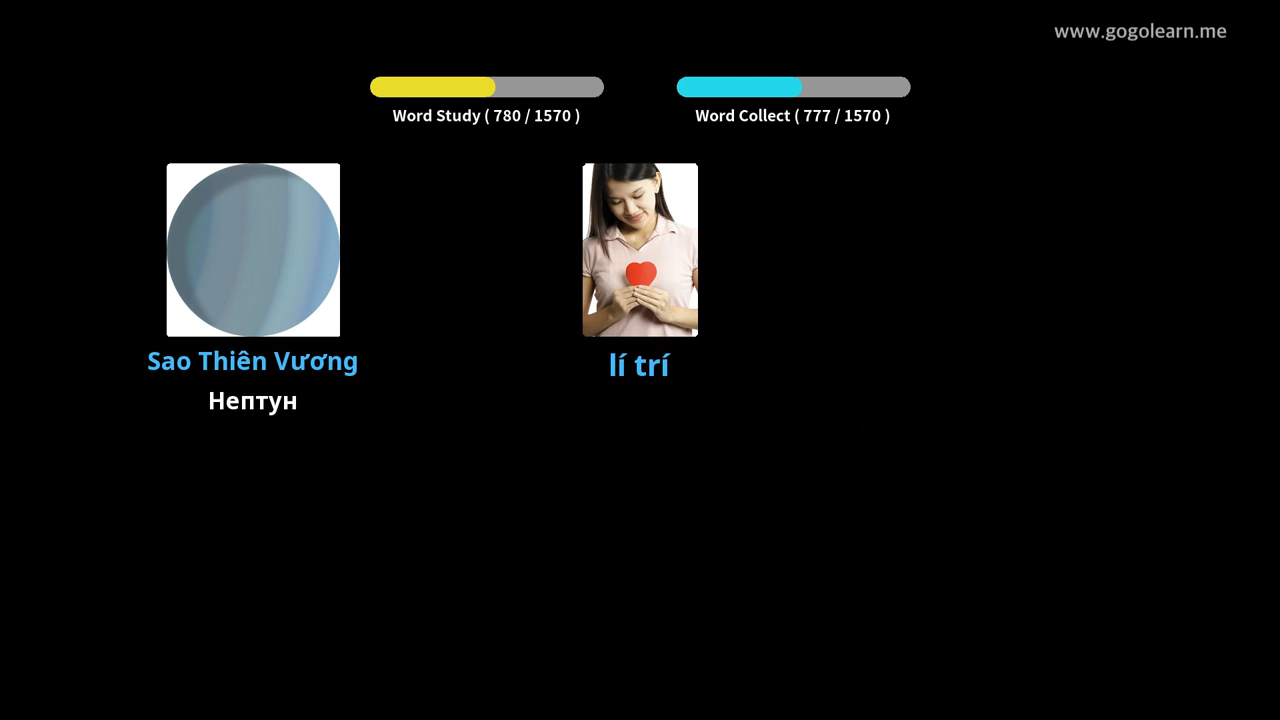 www.gogolearn.me
Word Study ( 780 / 1570 )
Word Collect ( 777 / 1570 )
Sao Thiên Vương
Нептун
lí trí